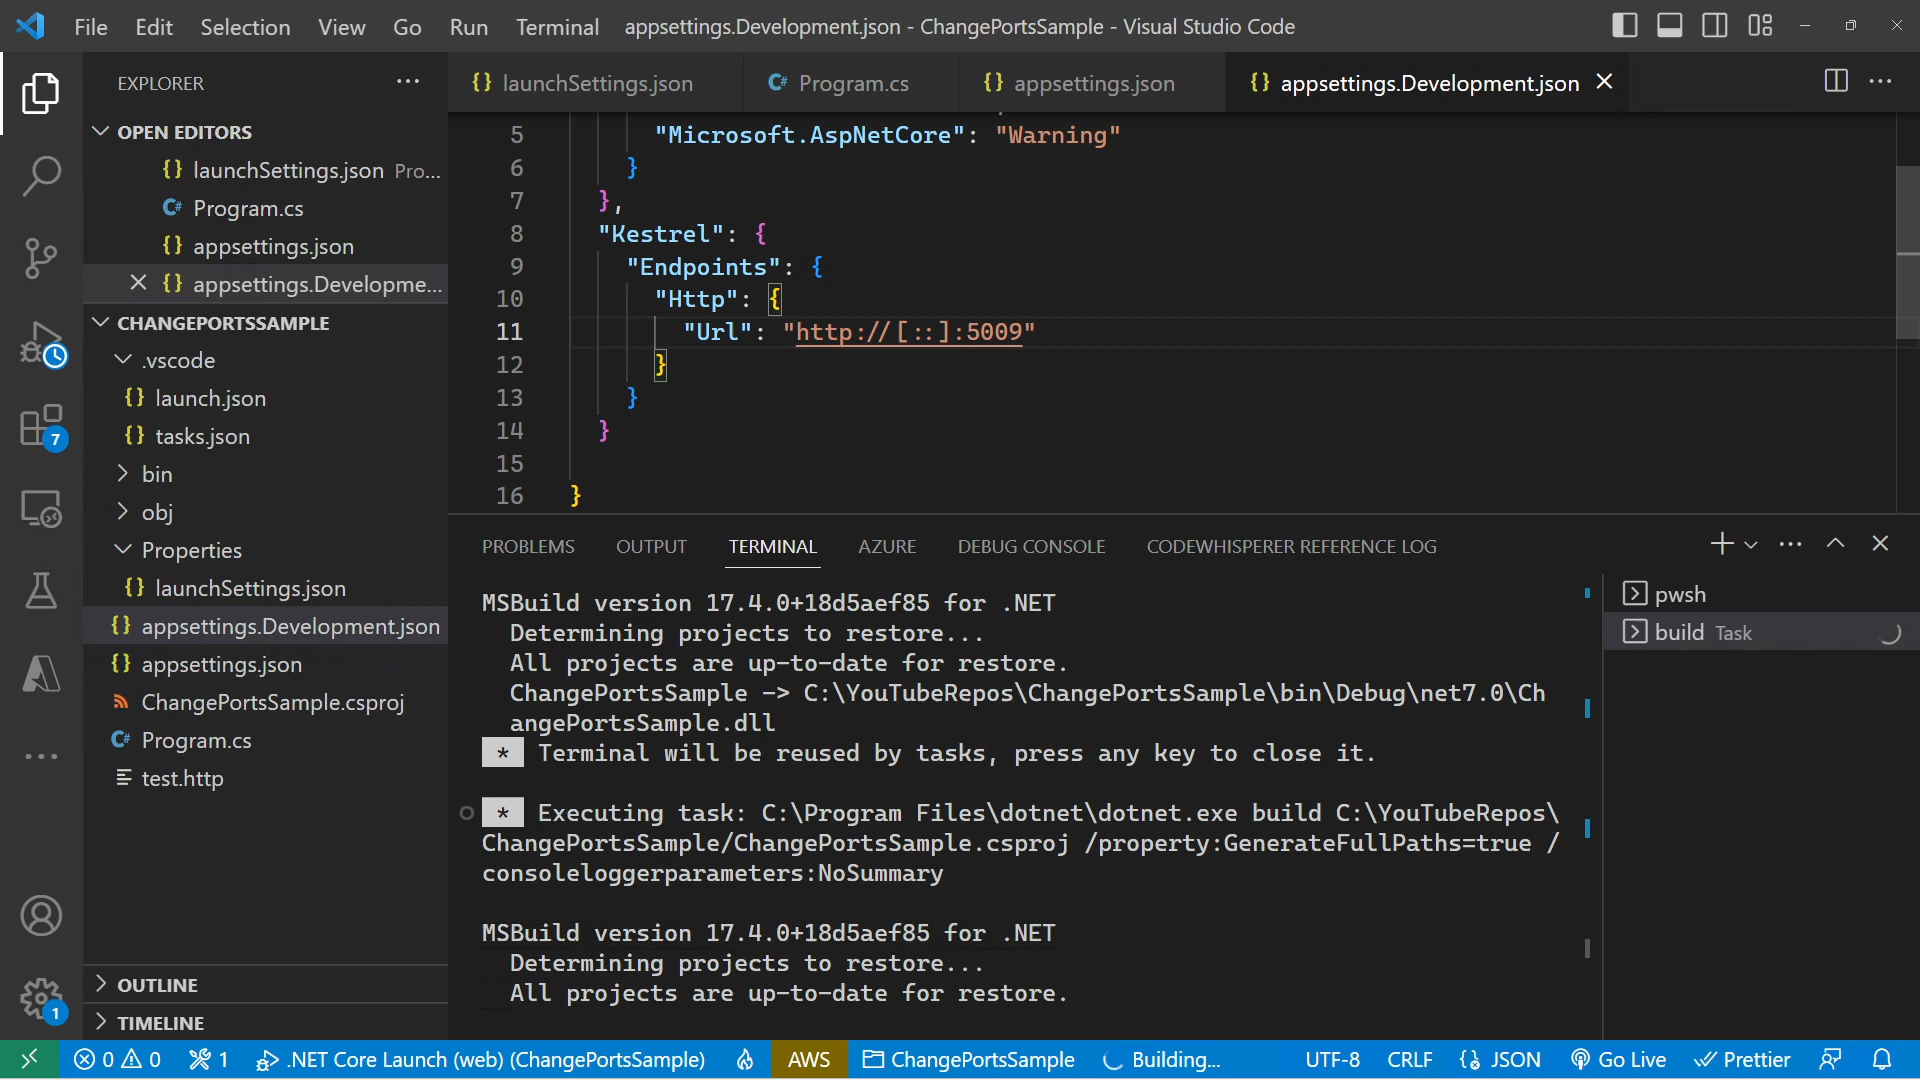 File Edit Selection View Go Run Terminal appsettings.Development.json - ChangePortsSample - Visual Studio Code
EXPLORER
OPEN EDITORS
{} launchSettings.json Pro...
C# Program.cs
{} appsettings.json
{} appsettings.Developme...
CHANGEPORTSSAMPLE
.vscode
{} launch.json
{} tasks.json
bin
obj
Properties
{} launchSettings.json
{} appsettings.Development.json
{} appsettings.json
ChangePortsSample.csproj
C# Program.cs
test.http
OUTLINE
TIMELINE
7
1
{} launchSettings.json C# Program.cs {} appsettings.json {} appsettings.Development.json
5 "Microsoft.AspNetCore": "Warning"
6 }
7 },
8 "Kestrel": {
9 "Endpoints": {
10 "Http": {
11 "Url": "http://[::]:5009"
12 }
13 }
14 }
15
16 }
PROBLEMS OUTPUT TERMINAL AZURE DEBUG CONSOLE CODEWHISPERER REFERENCE LOG
MSBuild version 17.4.0+18d5aef85 for .NET
Determining projects to restore...
All projects are up-to-date for restore.
ChangePortsSample -> C:\YouTubeRepos\ChangePortsSample\bin\Debug\net7.0\Ch
angePortsSample.dll
* Terminal will be reused by tasks, press any key to close it.
* Executing task: C:\Program Files\dotnet\dotnet.exe build C:\YouTubeRepos\
ChangePortsSample/ChangePortsSample.csproj /property:GenerateFullPaths=true /
consoleloggerparameters:NoSummary
MSBuild version 17.4.0+18d5aef85 for .NET
Determining projects to restore...
All projects are up-to-date for restore.
pwsh
build Task
0 0 1 .NET Core Launch (web) (ChangePortsSample) AWS ChangePortsSample Building... UTF-8 CRLF JSON Go Live Prettier